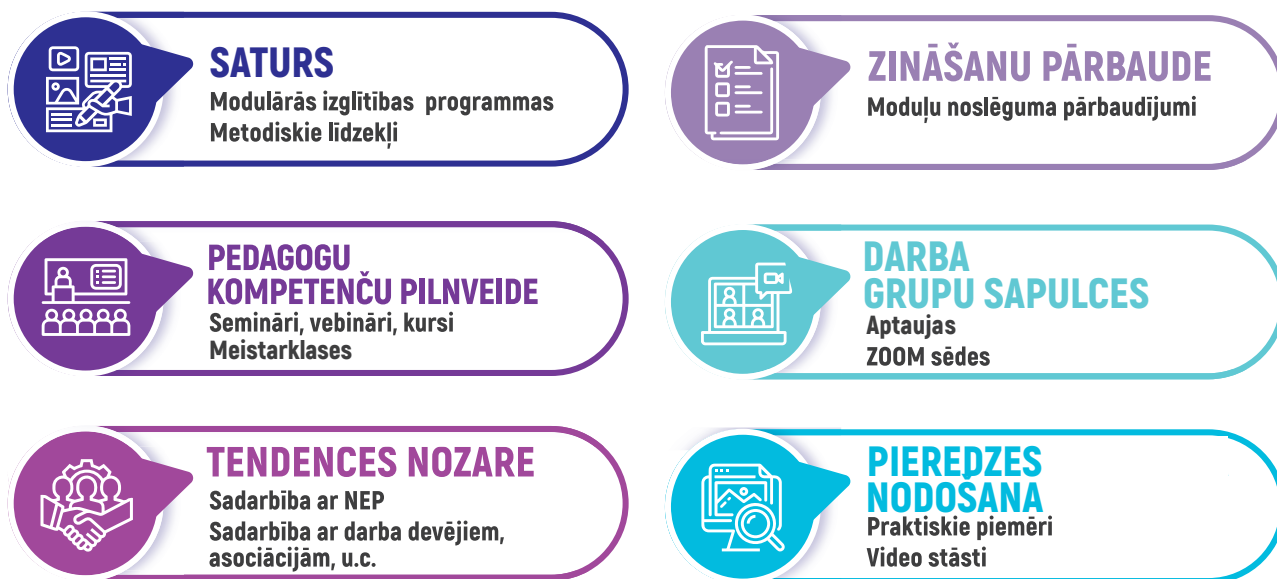 SATURS
Modulārās izglītības programmas
Metodiskie līdzekļi
ZINĀŠANU PĀRBAUDE
Moduļu noslēguma pārbaudījumi
PEDAGOGU
KOMPETENČU PILNVEIDE
Semināri, vebināri, kursi
Meistarklases
DARBA
GRUPU SAPULCES
Aptaujas
ZOOM sēdes
TENDENCES NOZARE
Sadarbība ar NEP
Sadarbība ar darba devējiem,
asociācijām, u.c.
PIEREDZES
NODOŠANA
Praktiskie piemēri
Video stāsti